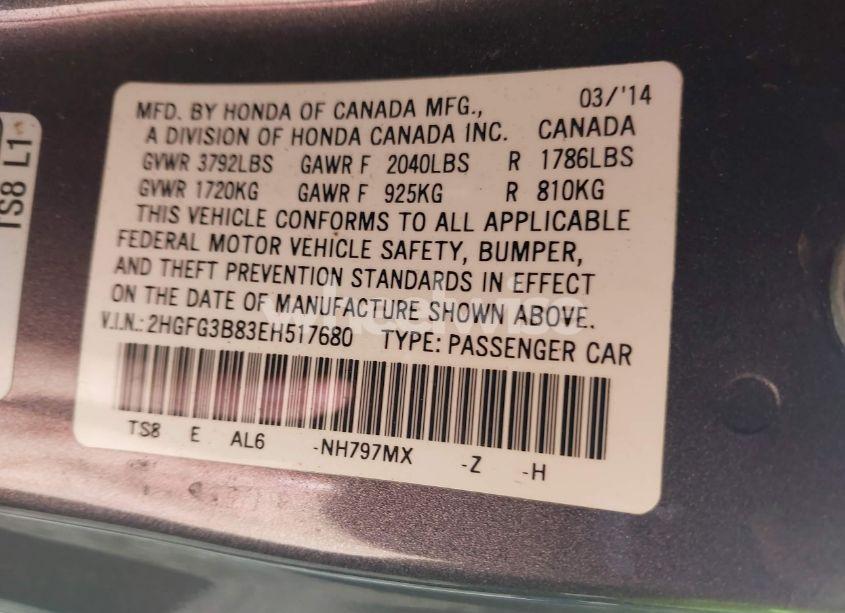 MFD. BY HONDA OF CANADA MFG., 03/'14
A DIVISION OF HONDA CANADA INC. CANADA
GVWR 3792LBS GAWR F 2040LBS R 1786LBS
GVWR 1720KG GAWR F 925KG R 810KG
THIS VEHICLE CONFORMS TO ALL APPLICABLE
FEDERAL MOTOR VEHICLE SAFETY, BUMPER,
AND THEFT PREVENTION STANDARDS IN EFFECT
ON THE DATE OF MANUFACTURE SHOWN ABOVE.
V.I.N.: 2HGFG3B83EH517680 TYPE: PASSENGER CAR
TS8 E AL6 -NH797MX -Z -H
TS8 L1